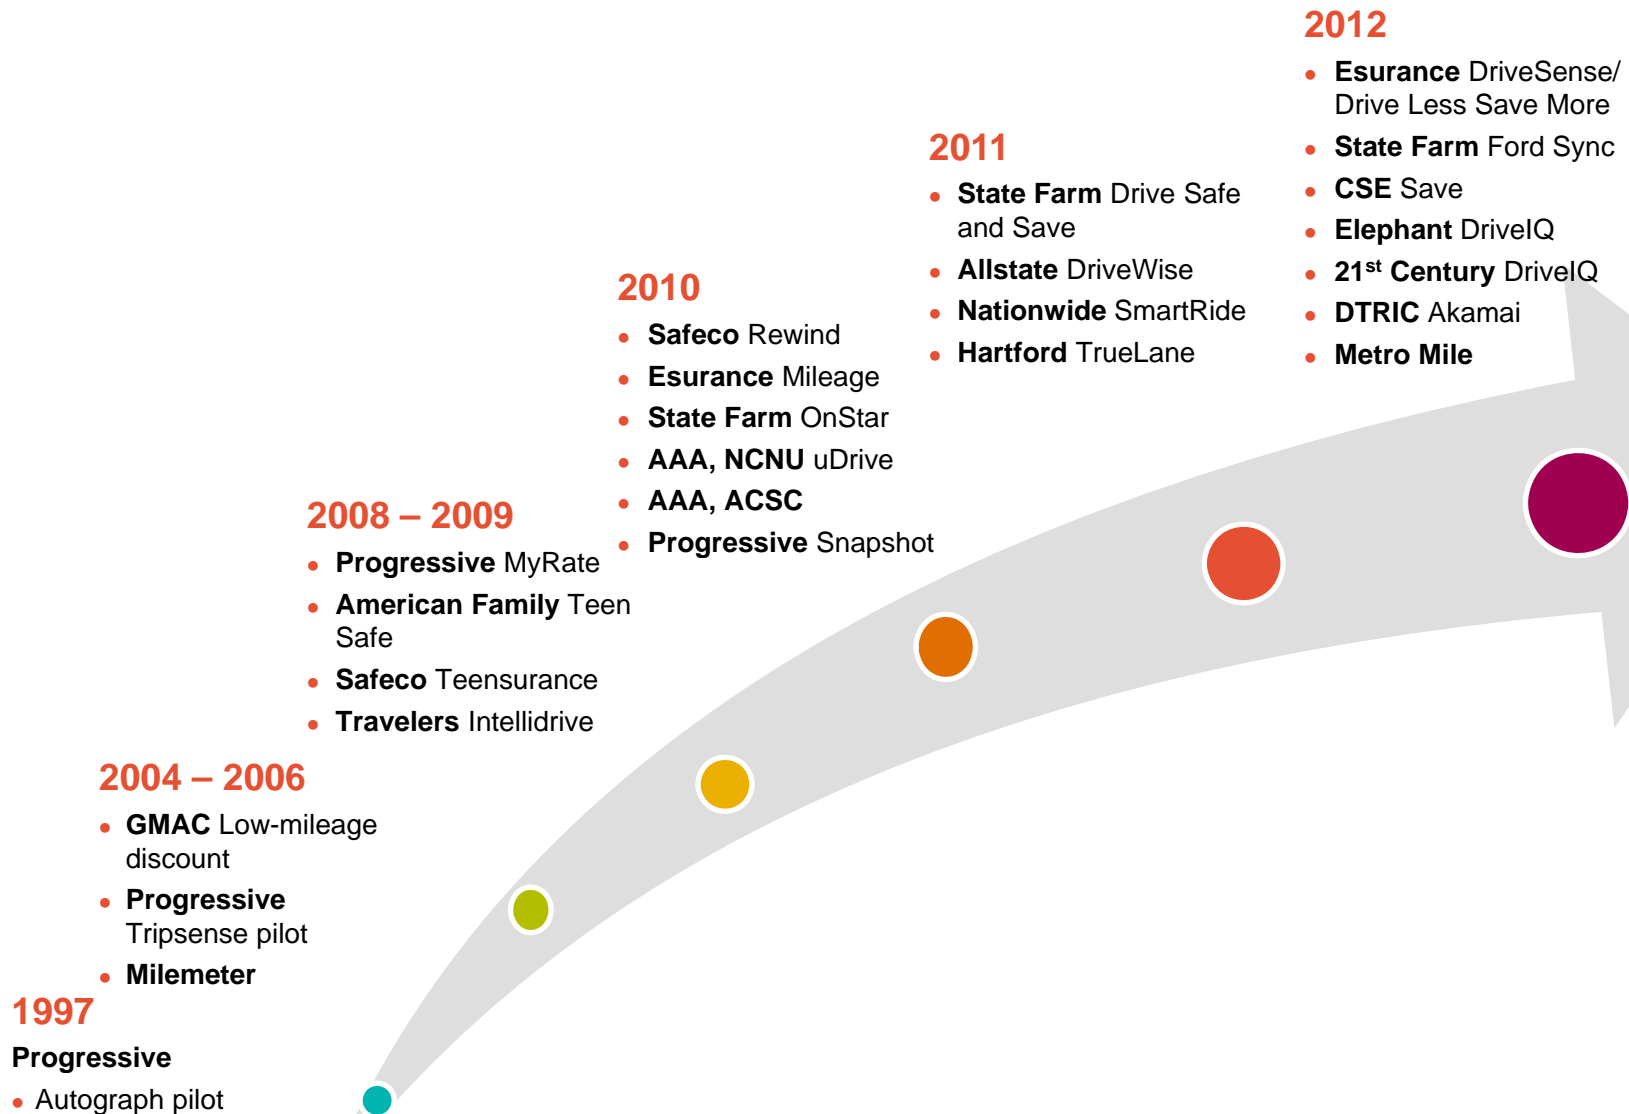 2012
• Esurance DriveSense/
Drive Less Save More
• State Farm Ford Sync
• CSE Save
• Elephant DriveIQ
• 21st Century DriveIQ
• DTRIC Akamai
• Metro Mile
2011
• State Farm Drive Safe
and Save
• Allstate DriveWise
• Nationwide SmartRide
• Hartford TrueLane
2010
• Safeco Rewind
• Esurance Mileage
• State Farm OnStar
• AAA, NCNU uDrive
• AAA, ACSC
• Progressive Snapshot
2008 – 2009
• Progressive MyRate
• American Family Teen
Safe
• Safeco Teensurance
• Travelers Intellidrive
2004 – 2006
• GMAC Low-mileage
discount
• Progressive
Tripsense pilot
• Milemeter
1997
Progressive
• Autograph pilot